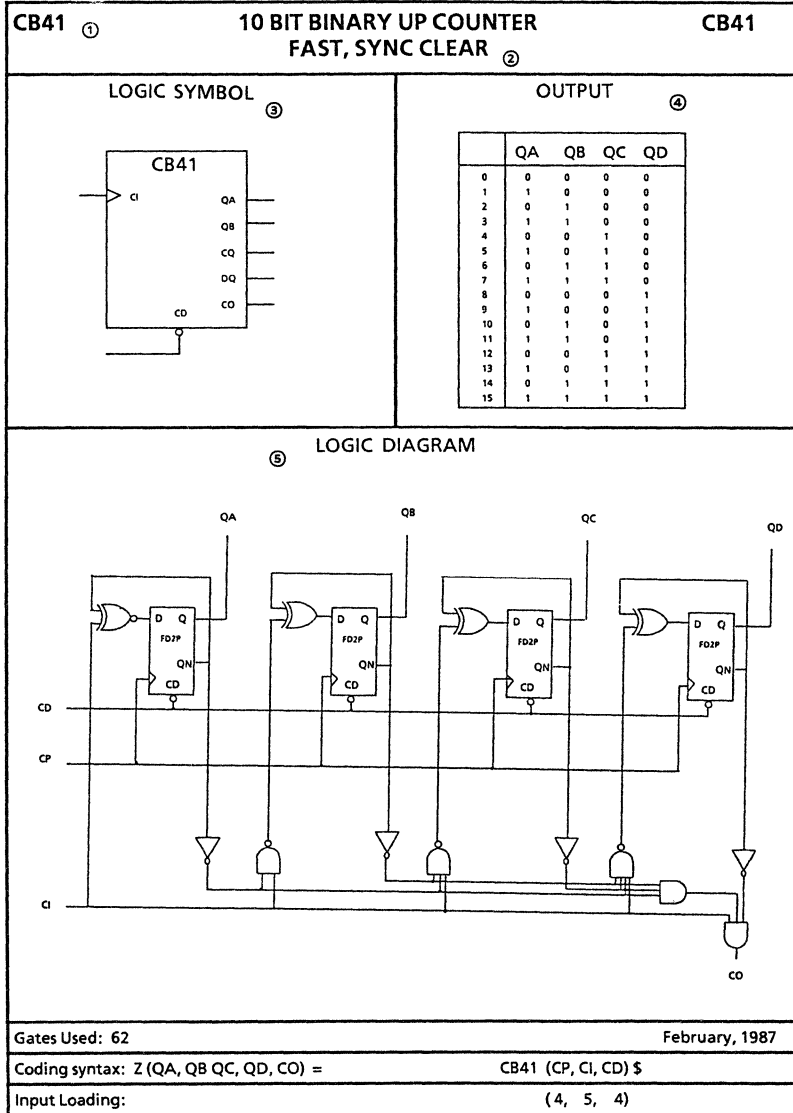 CB41 ① 10 BIT BINARY UP COUNTER CB41
FAST, SYNC CLEAR ②
LOGIC SYMBOL ③
CB41
CI
QA
QB
CQ
DQ
CO
CD
OUTPUT ④
QA QB QC QD
0 0 0 0 0
1 1 0 0 0
2 0 1 0 0
3 1 1 0 0
4 0 0 1 0
5 1 0 1 0
6 0 1 1 0
7 1 1 1 0
8 0 0 0 1
9 1 0 0 1
10 0 1 0 1
11 1 1 0 1
12 0 0 1 1
13 1 0 1 1
14 0 1 1 1
15 1 1 1 1
⑤ LOGIC DIAGRAM
QA QB QC QD
D Q D Q D Q D Q
FD2P FD2P FD2P FD2P
QN QN QN QN
CD CD CD CD
CD
CP
CI
CO
Gates Used: 62 February, 1987
Coding syntax: Z (QA, QB QC, QD, CO) = CB41 (CP, CI, CD) $
Input Loading: (4, 5, 4)